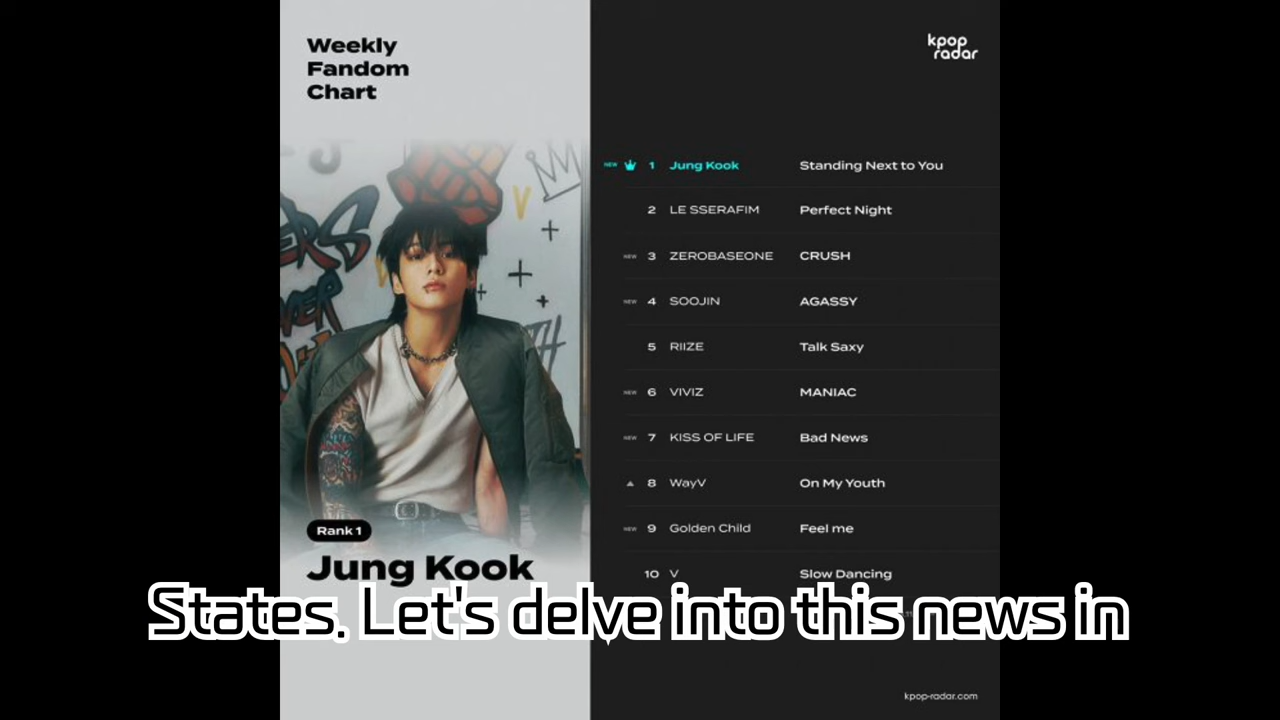 Weekly
Fandom
Chart
kpop
radar
NEW 1 Jung Kook Standing Next to You
2 LE SSERAFIM Perfect Night
NEW 3 ZEROBASEONE CRUSH
NEW 4 SOOJIN AGASSY
5 RIIZE Talk Saxy
NEW 6 VIVIZ MANIAC
NEW 7 KISS OF LIFE Bad News
8 WayV On My Youth
NEW 9 Golden Child Feel me
10 V Slow Dancing
Rank 1
Jung Kook
States. Let's delve into this news in
kpop-radar.com